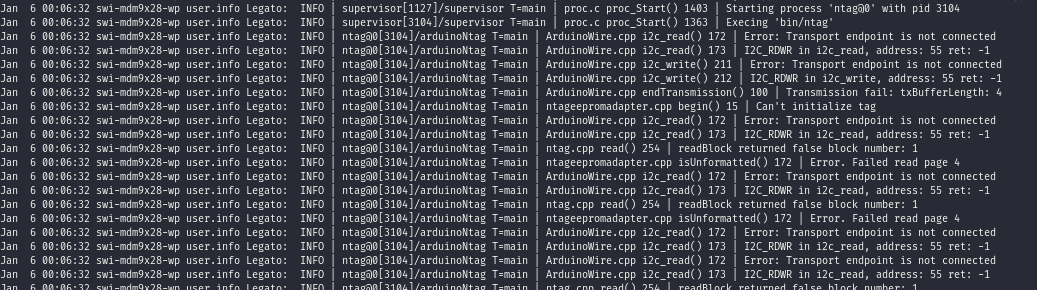 Jan  6 00:06:32 swi-mdm9x28-wp user.info Legato:  INFO | supervisor[1127]/supervisor T=main | proc.c proc_Start() 1403 | Starting process 'ntag@0' with pid 3104
Jan  6 00:06:32 swi-mdm9x28-wp user.info Legato:  INFO | supervisor[3104]/supervisor T=main | proc.c proc_Start() 1363 | Execing 'bin/ntag'
Jan  6 00:06:32 swi-mdm9x28-wp user.info Legato:  INFO | ntag@0[3104]/arduinoNtag T=main | ArduinoWire.cpp i2c_read() 172 | Error: Transport endpoint is not connected
Jan  6 00:06:32 swi-mdm9x28-wp user.info Legato:  INFO | ntag@0[3104]/arduinoNtag T=main | ArduinoWire.cpp i2c_read() 173 | I2C_RDWR in i2c_read, address: 55 ret: -1
Jan  6 00:06:32 swi-mdm9x28-wp user.info Legato:  INFO | ntag@0[3104]/arduinoNtag T=main | ArduinoWire.cpp i2c_write() 211 | Error: Transport endpoint is not connected
Jan  6 00:06:32 swi-mdm9x28-wp user.info Legato:  INFO | ntag@0[3104]/arduinoNtag T=main | ArduinoWire.cpp i2c_write() 212 | I2C_RDWR in i2c_write, address: 55 ret: -1
Jan  6 00:06:32 swi-mdm9x28-wp user.info Legato:  INFO | ntag@0[3104]/arduinoNtag T=main | ArduinoWire.cpp endTransmission() 100 | Transmission fail: txBufferLength: 4
Jan  6 00:06:32 swi-mdm9x28-wp user.info Legato:  INFO | ntag@0[3104]/arduinoNtag T=main | ntageepromadapter.cpp begin() 15 | Can't initialize tag
Jan  6 00:06:32 swi-mdm9x28-wp user.info Legato:  INFO | ntag@0[3104]/arduinoNtag T=main | ArduinoWire.cpp i2c_read() 172 | Error: Transport endpoint is not connected
Jan  6 00:06:32 swi-mdm9x28-wp user.info Legato:  INFO | ntag@0[3104]/arduinoNtag T=main | ArduinoWire.cpp i2c_read() 173 | I2C_RDWR in i2c_read, address: 55 ret: -1
Jan  6 00:06:32 swi-mdm9x28-wp user.info Legato:  INFO | ntag@0[3104]/arduinoNtag T=main | ntag.cpp read() 254 | readBlock returned false block number: 1
Jan  6 00:06:32 swi-mdm9x28-wp user.info Legato:  INFO | ntag@0[3104]/arduinoNtag T=main | ntageepromadapter.cpp isUnformatted() 172 | Error. Failed read page 4
Jan  6 00:06:32 swi-mdm9x28-wp user.info Legato:  INFO | ntag@0[3104]/arduinoNtag T=main | ArduinoWire.cpp i2c_read() 172 | Error: Transport endpoint is not connected
Jan  6 00:06:32 swi-mdm9x28-wp user.info Legato:  INFO | ntag@0[3104]/arduinoNtag T=main | ArduinoWire.cpp i2c_read() 173 | I2C_RDWR in i2c_read, address: 55 ret: -1
Jan  6 00:06:32 swi-mdm9x28-wp user.info Legato:  INFO | ntag@0[3104]/arduinoNtag T=main | ntag.cpp read() 254 | readBlock returned false block number: 1
Jan  6 00:06:32 swi-mdm9x28-wp user.info Legato:  INFO | ntag@0[3104]/arduinoNtag T=main | ntageepromadapter.cpp isUnformatted() 172 | Error. Failed read page 4
Jan  6 00:06:32 swi-mdm9x28-wp user.info Legato:  INFO | ntag@0[3104]/arduinoNtag T=main | ArduinoWire.cpp i2c_read() 172 | Error: Transport endpoint is not connected
Jan  6 00:06:32 swi-mdm9x28-wp user.info Legato:  INFO | ntag@0[3104]/arduinoNtag T=main | ArduinoWire.cpp i2c_read() 173 | I2C_RDWR in i2c_read, address: 55 ret: -1
Jan  6 00:06:32 swi-mdm9x28-wp user.info Legato:  INFO | ntag@0[3104]/arduinoNtag T=main | ArduinoWire.cpp i2c_read() 172 | Error: Transport endpoint is not connected
Jan  6 00:06:32 swi-mdm9x28-wp user.info Legato:  INFO | ntag@0[3104]/arduinoNtag T=main | ArduinoWire.cpp i2c_read() 173 | I2C_RDWR in i2c_read, address: 55 ret: -1
Jan  6 00:06:32 swi-mdm9x28-wp user.info Legato:  INFO | ntag@0[3104]/arduinoNtag T=main | ntag.cpp read() 254 | readBlock returned false block number: 1